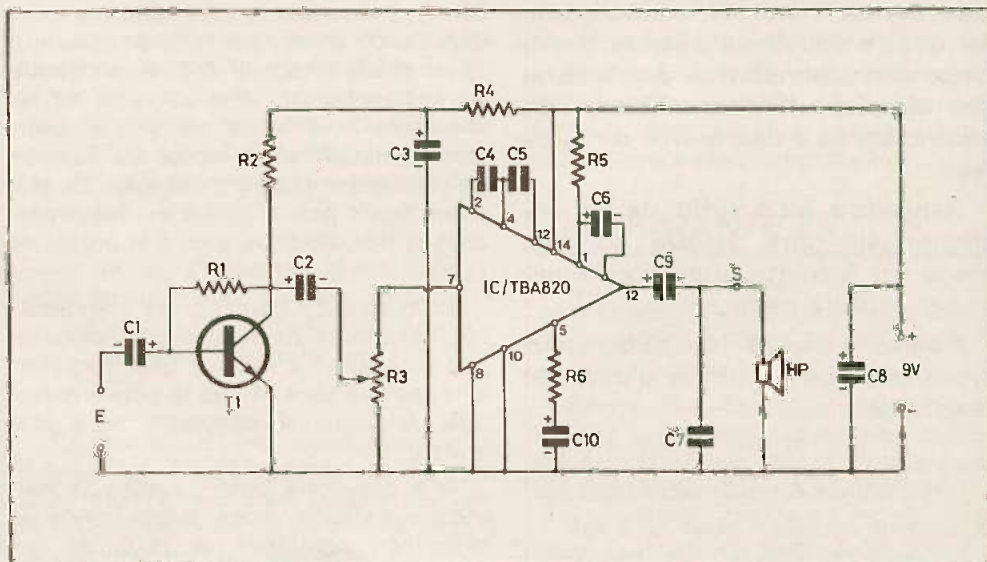 R4
R2
C3
C4 C5
R5
C6
+
-
2
4
12
14
1
R1
+ C2 -
7
IC/TBA820
12
+ C9 -
S
C1
- +
E
T1
R3
8
10
5
R6
+
C10
-
HP
C7
+
C8
9V
+
-